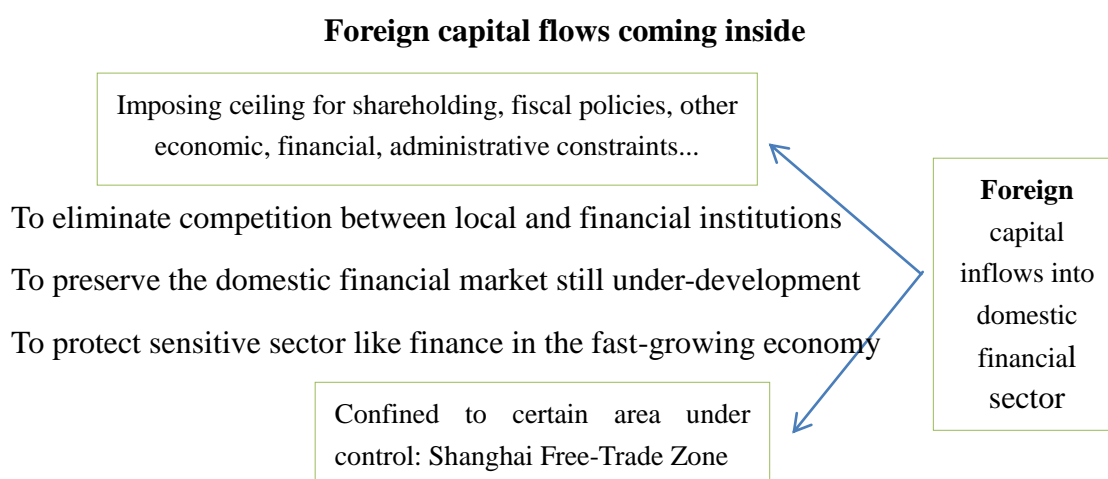 Foreign capital flows coming inside
Imposing ceiling for shareholding, fiscal policies, other
economic, financial, administrative constraints...
To eliminate competition between local and financial institutions
To preserve the domestic financial market still under-development
To protect sensitive sector like finance in the fast-growing economy
Foreign
capital
inflows into
domestic
financial
sector
Confined to certain area under
control: Shanghai Free-Trade Zone